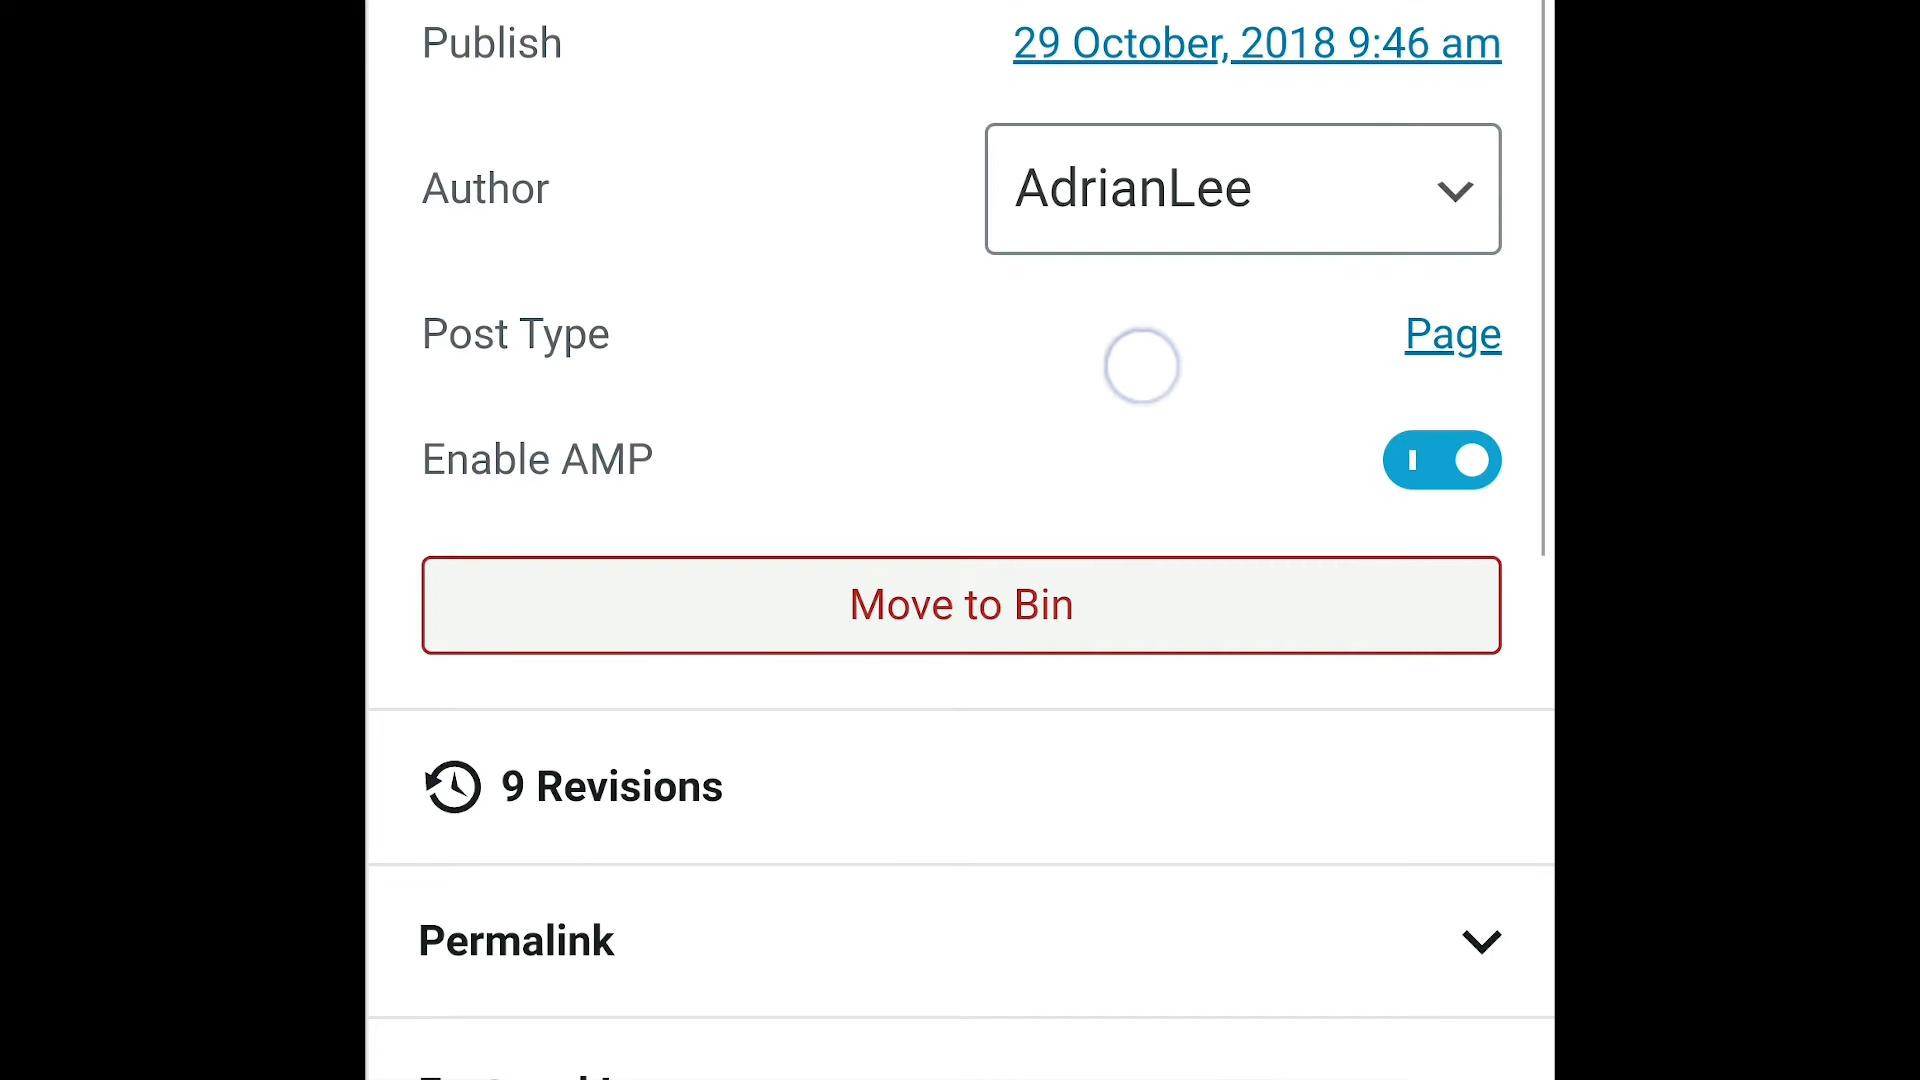 Publish 29 October, 2018 9:46 am
Author AdrianLee
Post Type Page
Enable AMP
Move to Bin
9 Revisions
Permalink